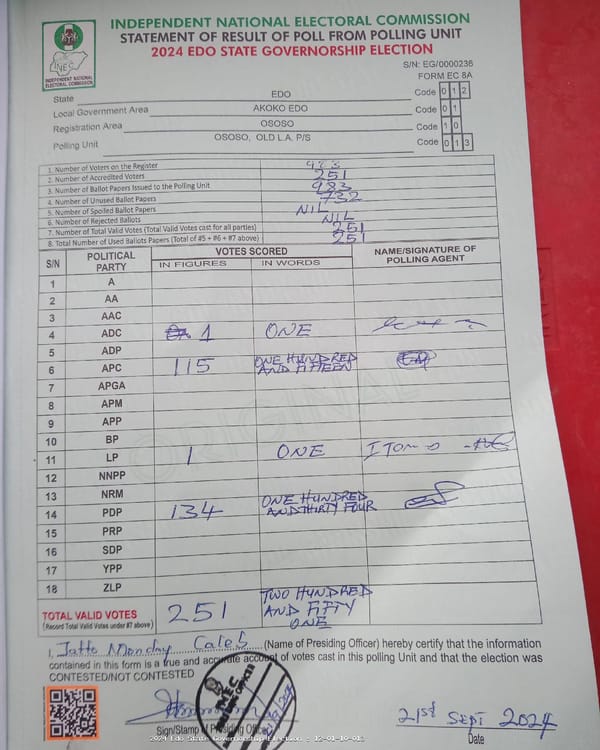 INDEPENDENT NATIONAL ELECTORAL COMMISSION
STATEMENT OF RESULT OF POLL FROM POLLING UNIT
2024 EDO STATE GOVERNORSHIP ELECTION
INEC
INDEPENDENT NATIONAL ELECTORAL COMMISSION
S/N: EG/0000236
FORM EC 8A
State EDO Code 0 1 2
Local Government Area AKOKO EDO Code 0 1
Registration Area OSOSO Code 1 0
Polling Unit OSOSO, OLD L.A. P/S Code 0 1 3
1. Number of Voters on the Register 983
2. Number of Accredited Voters 251
3. Number of Ballot Papers Issued to the Polling Unit 983
4. Number of Unused Ballot Papers 732
5. Number of Spoiled Ballot Papers NIL
6. Number of Rejected Ballots NIL
7. Number of Total Valid Votes (Total Valid Votes cast for all parties) 251
8. Total Number of Used Ballots Papers (Total of #5 + #6 + #7 above) 251
S/N POLITICAL PARTY VOTES SCORED NAME/SIGNATURE OF POLLING AGENT
IN FIGURES IN WORDS
1 A
2 AA
3 AAC
4 ADC 1 ONE
5 ADP
6 APC 115 ONE HUNDRED AND FIFTEEN
7 APGA
8 APM
9 APP
10 BP
11 LP 1 ONE
12 NNPP
13 NRM
14 PDP 134 ONE HUNDRED AND THIRTY FOUR
15 PRP
16 SDP
17 YPP
18 ZLP
TOTAL VALID VOTES 251 TWO HUNDRED AND FIFTY ONE
(Record Total Valid Votes under #7 above)
I, Jatto Monday Caleb (Name of Presiding Officer) hereby certify that the information
contained in this form is a true and accurate account of votes cast in this polling Unit and that the election was
CONTESTED/NOT CONTESTED
INEC
Sign/Stamp of Presiding Officer
21st SEPT 2024
Date
2024 Edo State Governorship Election - 12-01-10-013
ORIGINAL